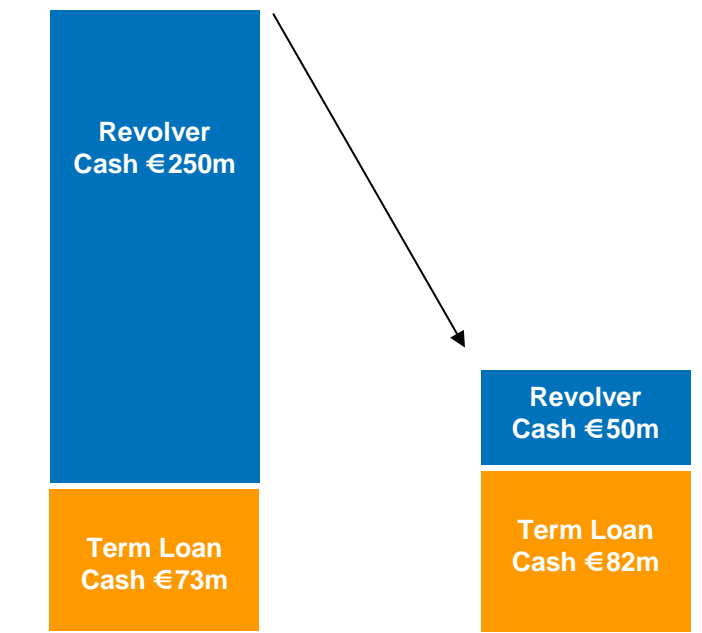 Revolver
Cash €250m
Term Loan
Cash €73m
Revolver
Cash €50m
Term Loan
Cash €82m